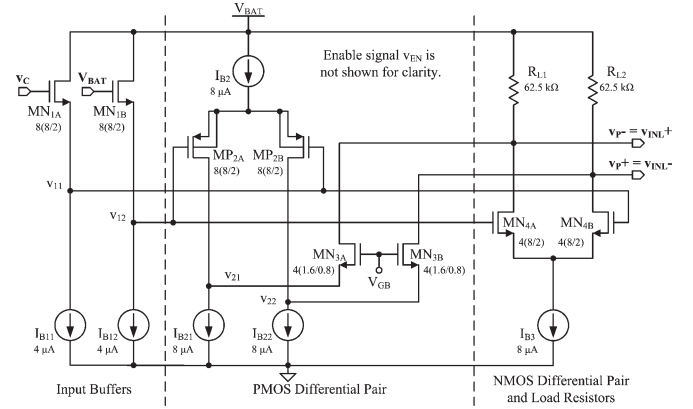 V_BAT
Enable signal v_EN is
not shown for clarity.
v_C
V_BAT
MN_1A
8(8/2)
MN_1B
8(8/2)
I_B2
8 µA
R_L1
62.5 kΩ
R_L2
62.5 kΩ
v_P- = v_INL+
v_P+ = v_INL-
MP_2A
8(8/2)
MP_2B
8(8/2)
v_11
v_12
MN_4A
4(8/2)
MN_4B
4(8/2)
MN_3A
4(1.6/0.8)
MN_3B
4(1.6/0.8)
V_GB
v_21
v_22
I_B11
4 µA
I_B12
4 µA
I_B21
8 µA
I_B22
8 µA
I_B3
8 µA
Input Buffers
PMOS Differential Pair
NMOS Differential Pair
and Load Resistors